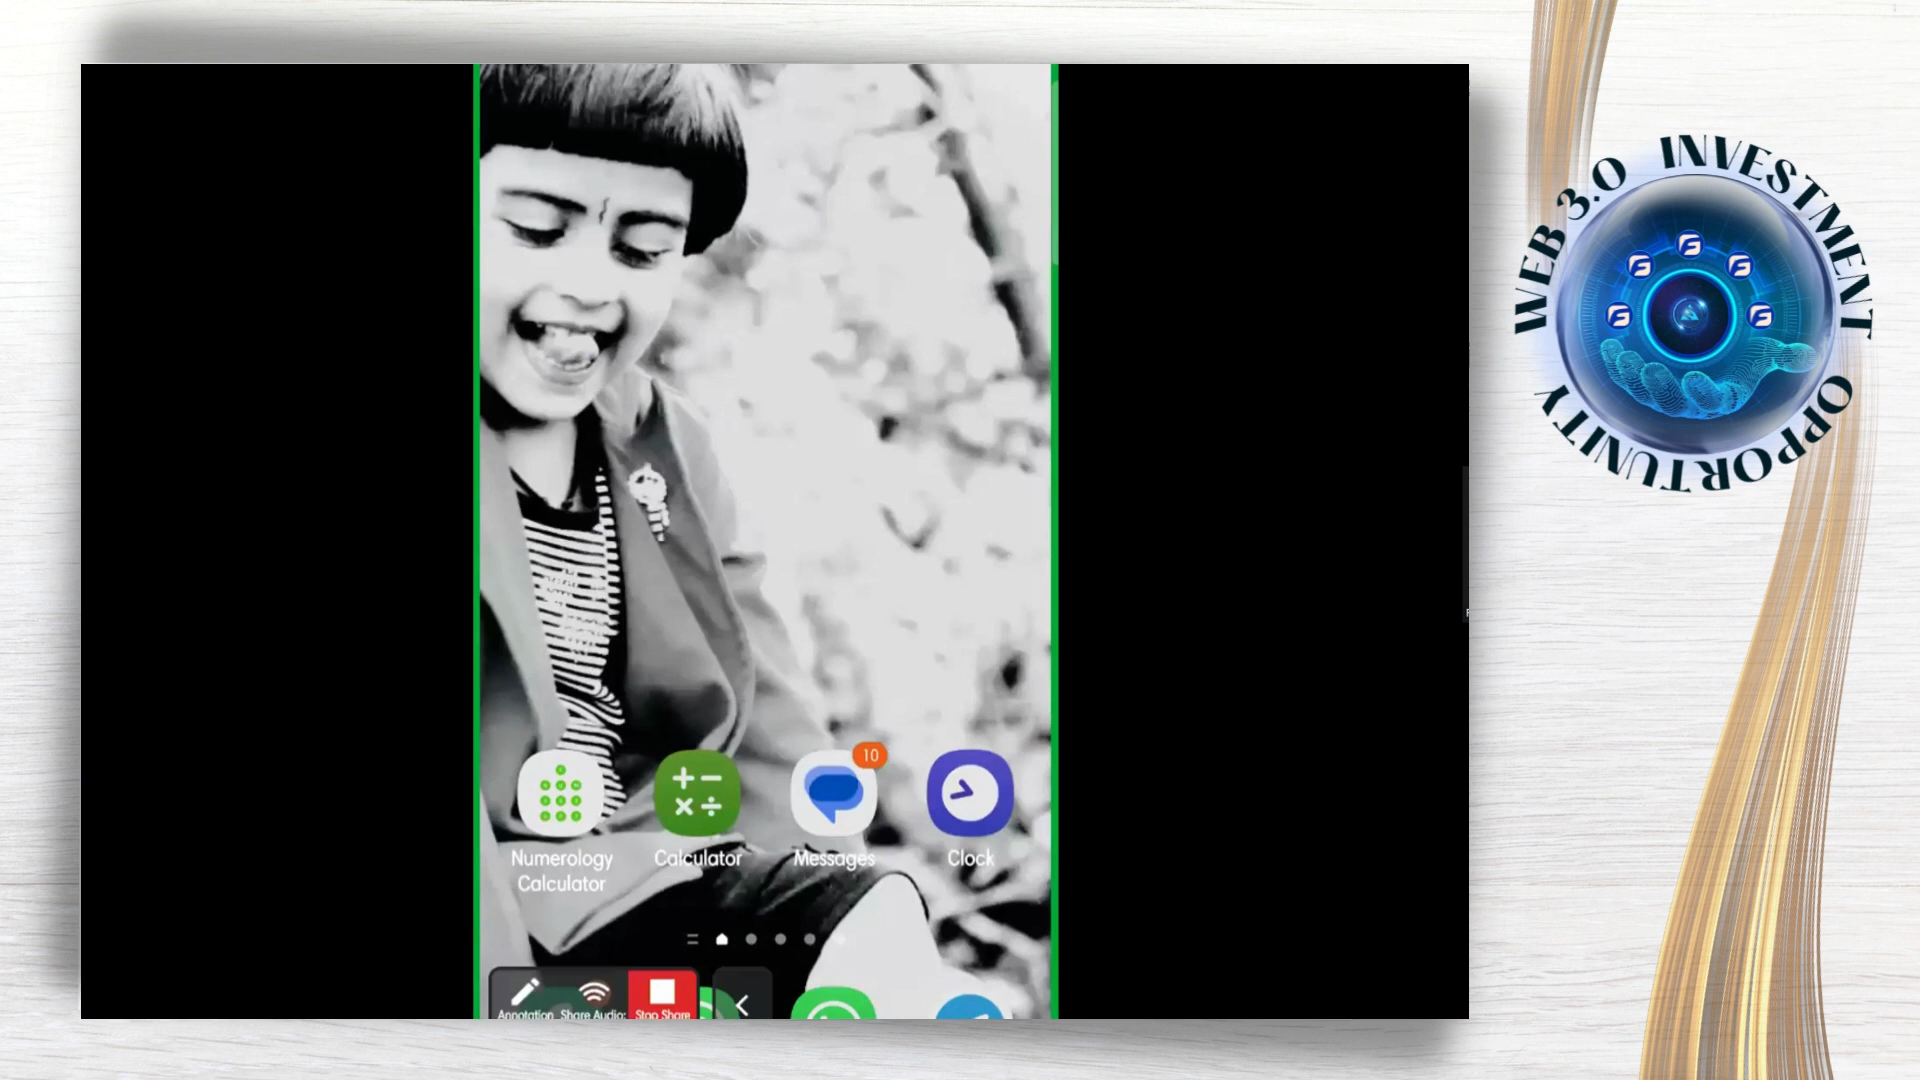 WEB 3.0 INVESTMENT
OPPORTUNITY
10
Numerology
Calculator
Calculator
Messages
Clock
Annotation
Share Audio:
Stop Share